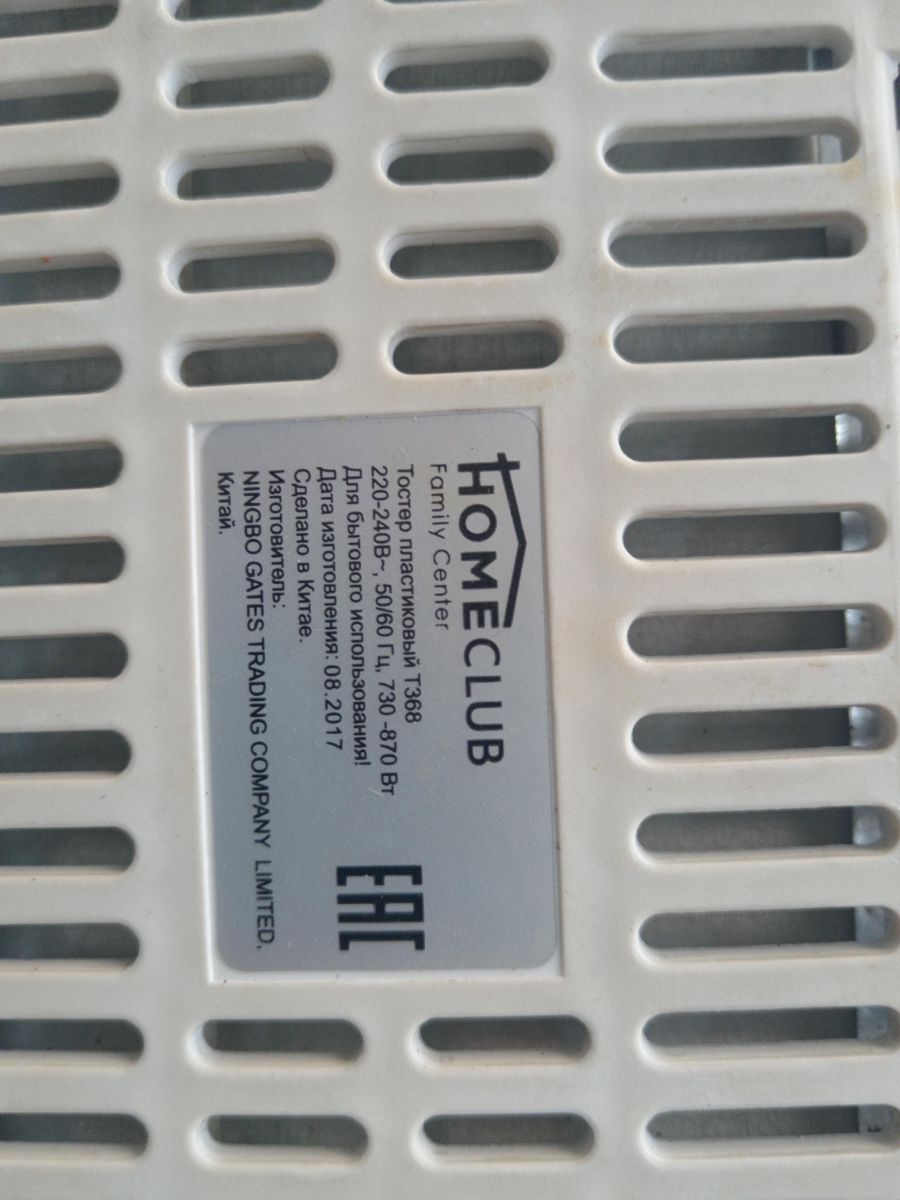 HOMECLUB
Family Center
Тостер пластиковый T368
220-240В~, 50/60 Гц, 730 -870 Вт
Для бытового использования!
Дата изготовления: 08.2017
Сделано в Китае.
Изготовитель:
NINGBO GATES TRADING COMPANY LIMITED,
Китай.
EAC